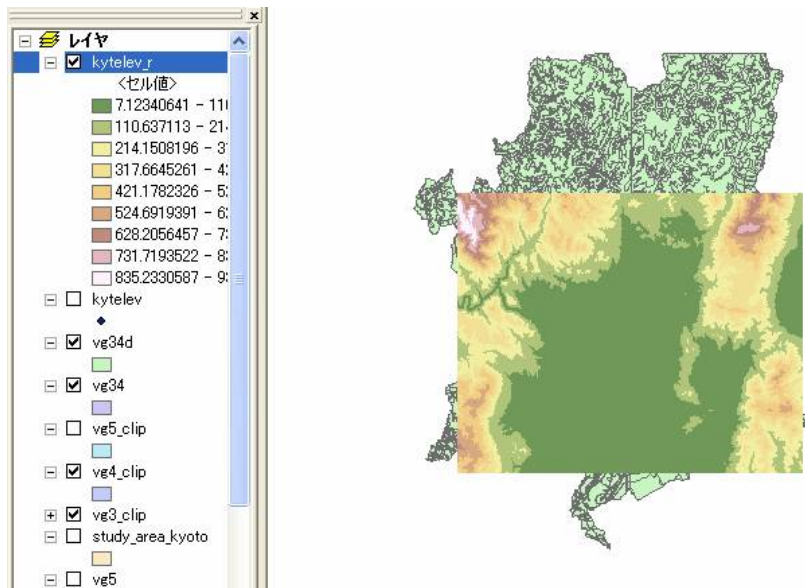 レイヤ
kytelev_r
<セル値>
7.12340641 - 11
110.637113 - 21
214.1508196 - 3
317.6645261 - 4
421.1782326 - 5
524.6919391 - 6
628.2056457 - 7
731.7193522 - 8
835.2330587 - 9
kytelev
vg34d
vg34
vg5_clip
vg4_clip
vg3_clip
study_area_kyoto
vg5